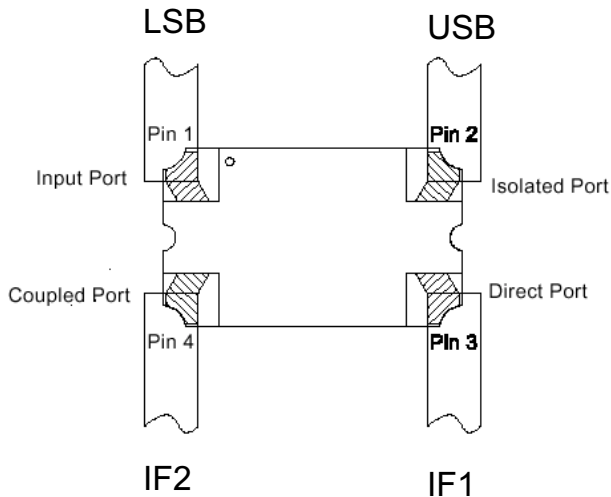 LSB
USB
Pin 1
Pin 2
Input Port
Isolated Port
Coupled Port
Direct Port
Pin 4
Pin 3
IF2
IF1